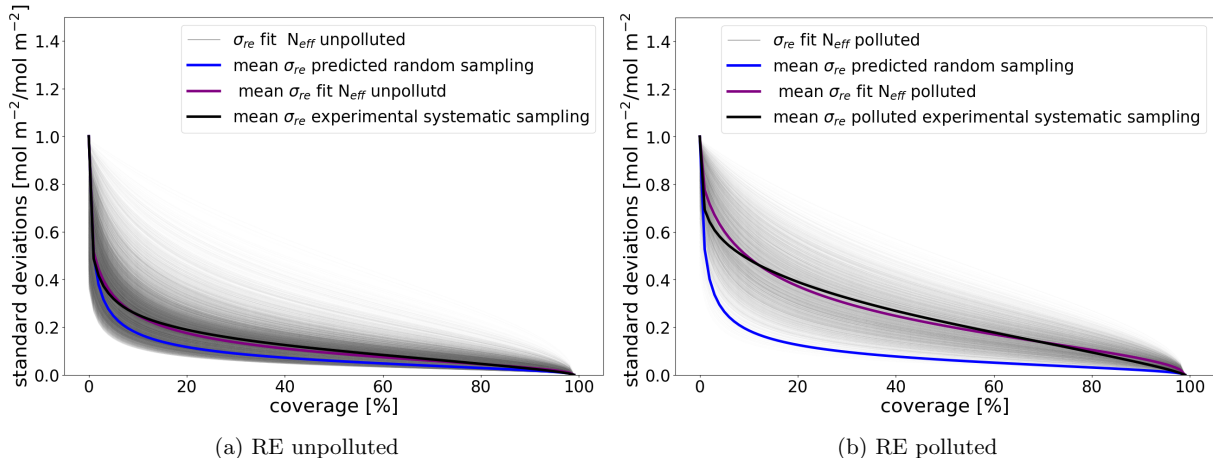 standard deviations [mol m⁻²/mol m⁻²]
1.4
1.2
1.0
0.8
0.6
0.4
0.2
0.0
σre fit Neff unpolluted
mean σre predicted random sampling
mean σre fit Neff unpollutd
mean σre experimental systematic sampling
0 20 40 60 80 100
coverage [%]
(a) RE unpolluted
standard deviations [mol m⁻²/mol m⁻²
1.4
1.2
1.0
0.8
0.6
0.4
0.2
0.0
σre fit Neff polluted
mean σre predicted random sampling
mean σre fit Neff polluted
mean σre polluted experimental systematic sampling
0 20 40 60 80 100
coverage [%]
(b) RE polluted